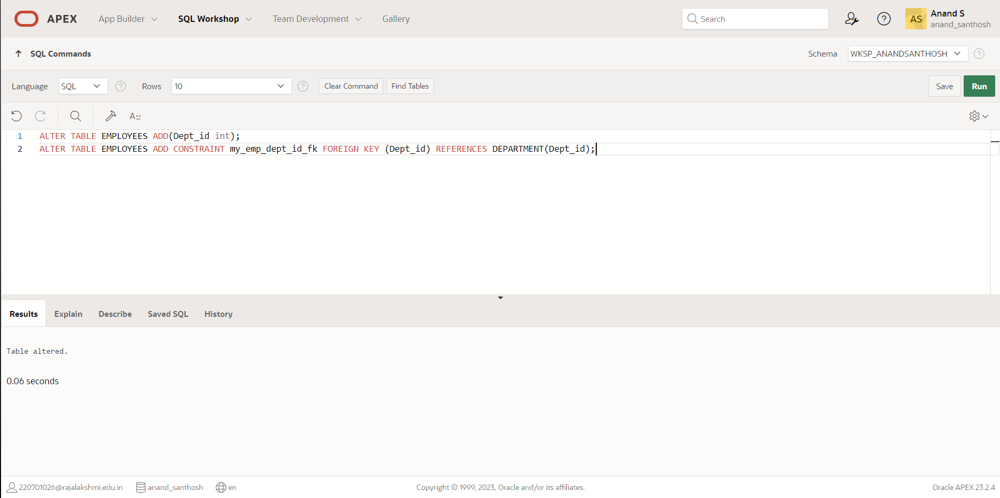 APEX App Builder SQL Workshop Team Development Gallery Search ? AS Anand S
anand_santhosh
SQL Commands Schema WKSP_ANANDSANTHOSH ?
Language SQL ? Rows 10 ? Clear Command Find Tables Save Run
A::
1 ALTER TABLE EMPLOYEES ADD(Dept_id int);
2 ALTER TABLE EMPLOYEES ADD CONSTRAINT my_emp_dept_id_fk FOREIGN KEY (Dept_id) REFERENCES DEPARTMENT(Dept_id);
Results Explain Describe Saved SQL History
Table altered.
0.06 seconds
220701026@rajalakshmi.edu.in anand_santhosh en Copyright © 1999, 2023, Oracle and/or its affiliates. Oracle APEX 23.2.4